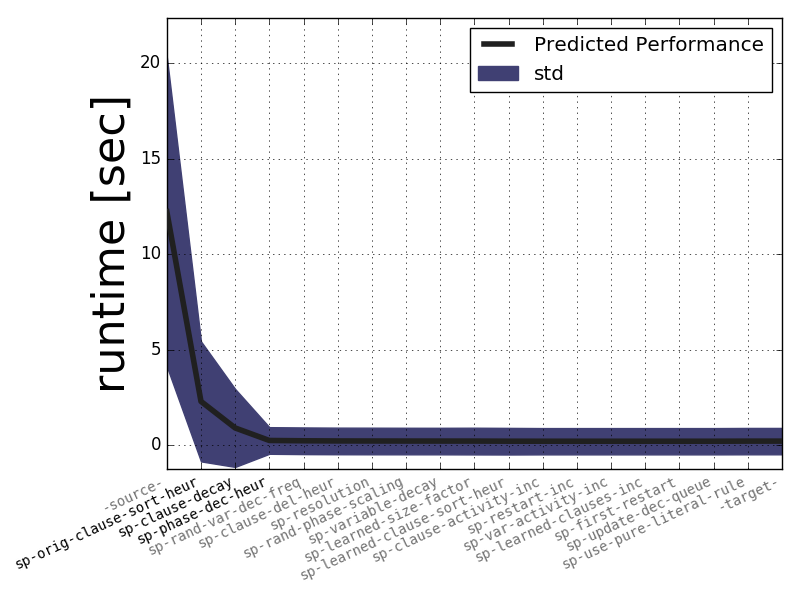 Predicted Performance
std
runtime [sec]
20
15
10
5
0
-source-
sp-orig-clause-sort-heur
sp-clause-decay
sp-phase-dec-heur
sp-rand-var-dec-freq
sp-clause-del-heur
sp-resolution
sp-rand-phase-scaling
sp-variable-decay
sp-learned-size-factor
sp-learned-clause-sort-heur
sp-clause-activity-inc
sp-restart-inc
sp-var-activity-inc
sp-learned-clauses-inc
sp-first-restart
sp-update-dec-queue
sp-use-pure-literal-rule
-target-